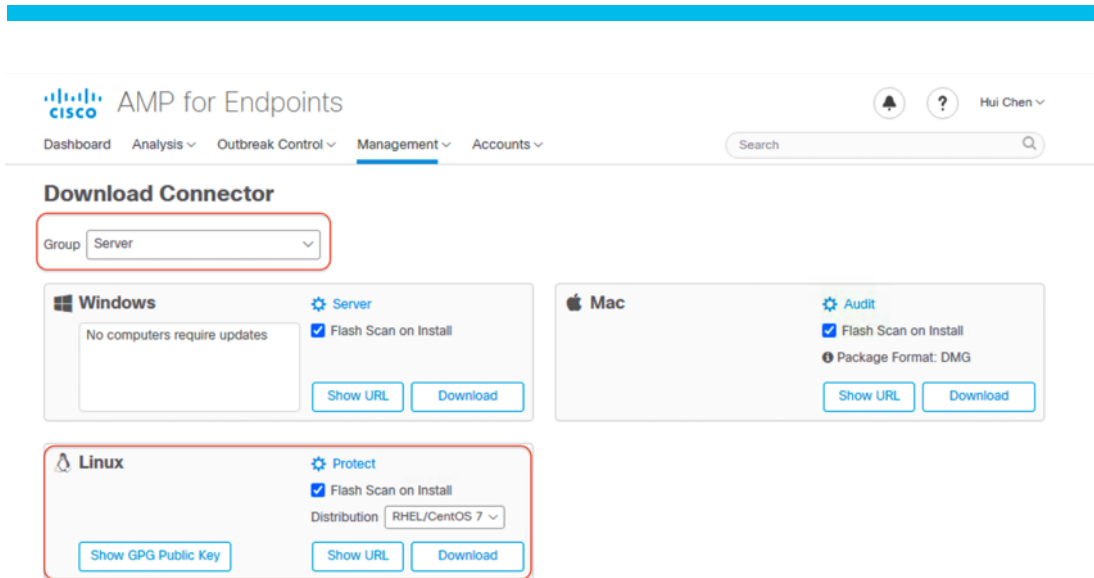 CISCO AMP for Endpoints
? Hui Chen
Dashboard Analysis Outbreak Control Management Accounts Search
Download Connector
Group Server
Windows Server
No computers require updates
Flash Scan on Install
Show URL Download
Mac Audit
Flash Scan on Install
Package Format: DMG
Show URL Download
Linux Protect
Flash Scan on Install
Distribution RHEL/CentOS 7
Show GPG Public Key Show URL Download